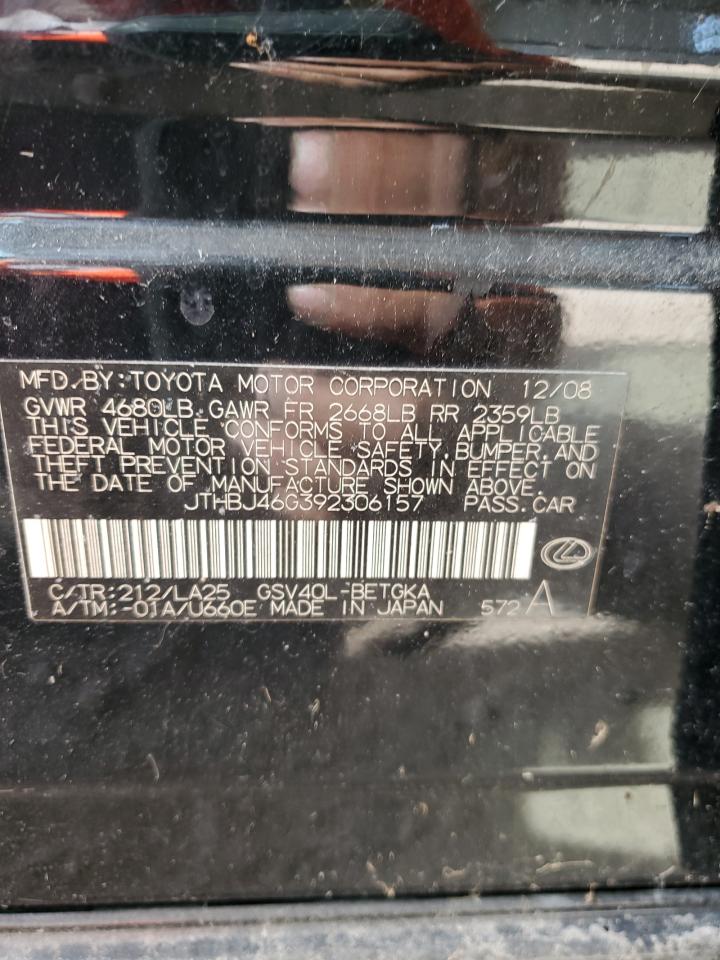 MFD.BY:TOYOTA MOTOR CORPORATION 12/08
GVWR 4680LB GAWR FR 2668LB RR 2359LB
THIS VEHICLE CONFORMS TO ALL APPLICABLE
FEDERAL MOTOR VEHICLE SAFETY,BUMPER,AND
THEFT PREVENTION STANDARDS IN EFFECT ON
THE DATE OF MANUFACTURE SHOWN ABOVE.
JTHBJ46G392306157 PASS.CAR
C/TR:212/LA25 GSV40L-BETGKA
A/TM:-01A/U660E MADE IN JAPAN 572 A